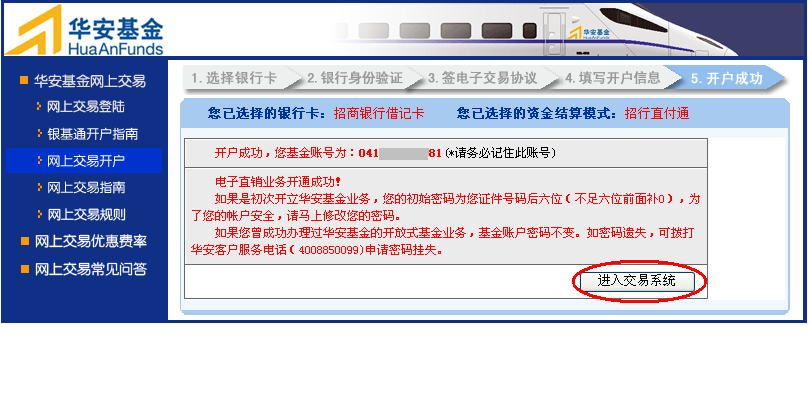 华安基金
HuaAnFunds
华安基金
华安基金网上交易
网上交易登陆
银基通开户指南
网上交易开户
网上交易指南
网上交易规则
网上交易优惠费率
网上交易常见问答
1. 选择银行卡 2. 银行身份验证 3. 签电子交易协议 4. 填写开户信息 5. 开户成功
您已选择的银行卡：招商银行借记卡 您已选择的资金结算模式：招行直付通
开户成功，您基金账号为：041 81 (*请务必记住此账号)
电子直销业务开通成功!
如果是初次开立华安基金业务，您的初始密码为您证件号码后六位（不足六位前面补0），为
了您的帐户安全，请马上修改您的密码。
如果您曾成功办理过华安基金的开放式基金业务，基金账户密码不变。如密码遗失，可拨打
华安客户服务电话（4008850099)申请密码挂失。
进入交易系统